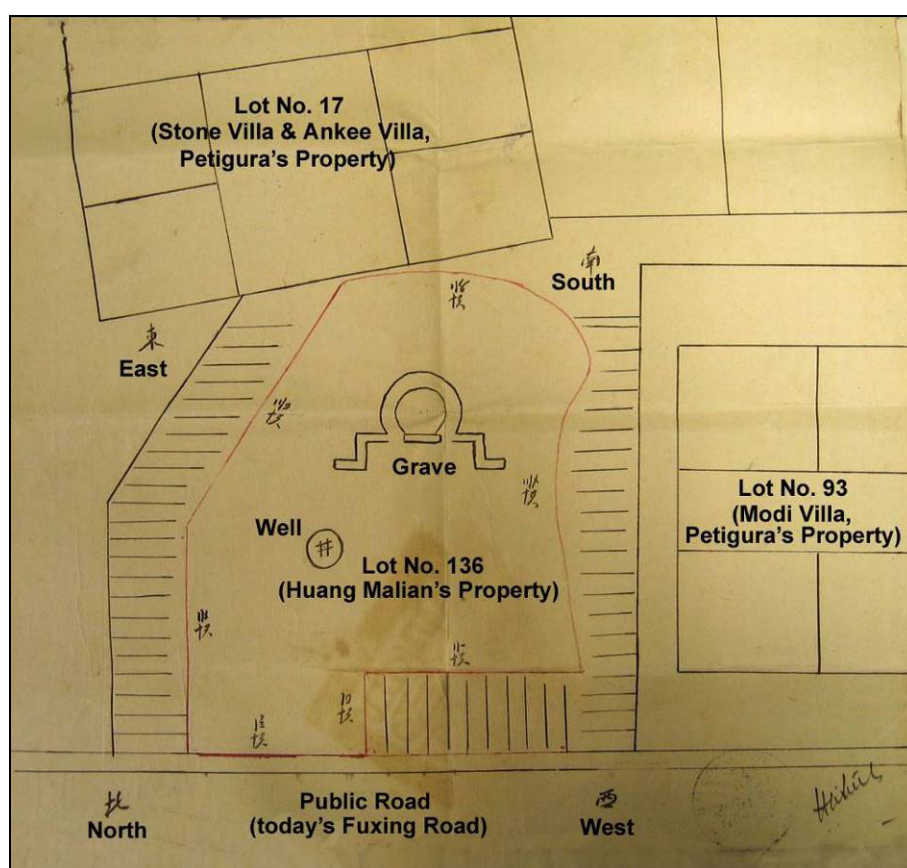 Lot No. 17
(Stone Villa & Ankee Villa,
Petigura's Property)
南
South
東
East
Grave
Well
井
Lot No. 136
(Huang Malian's Property)
Lot No. 93
(Modi Villa,
Petigura's Property)
北
North
Public Road
(today's Fuxing Road)
西
West